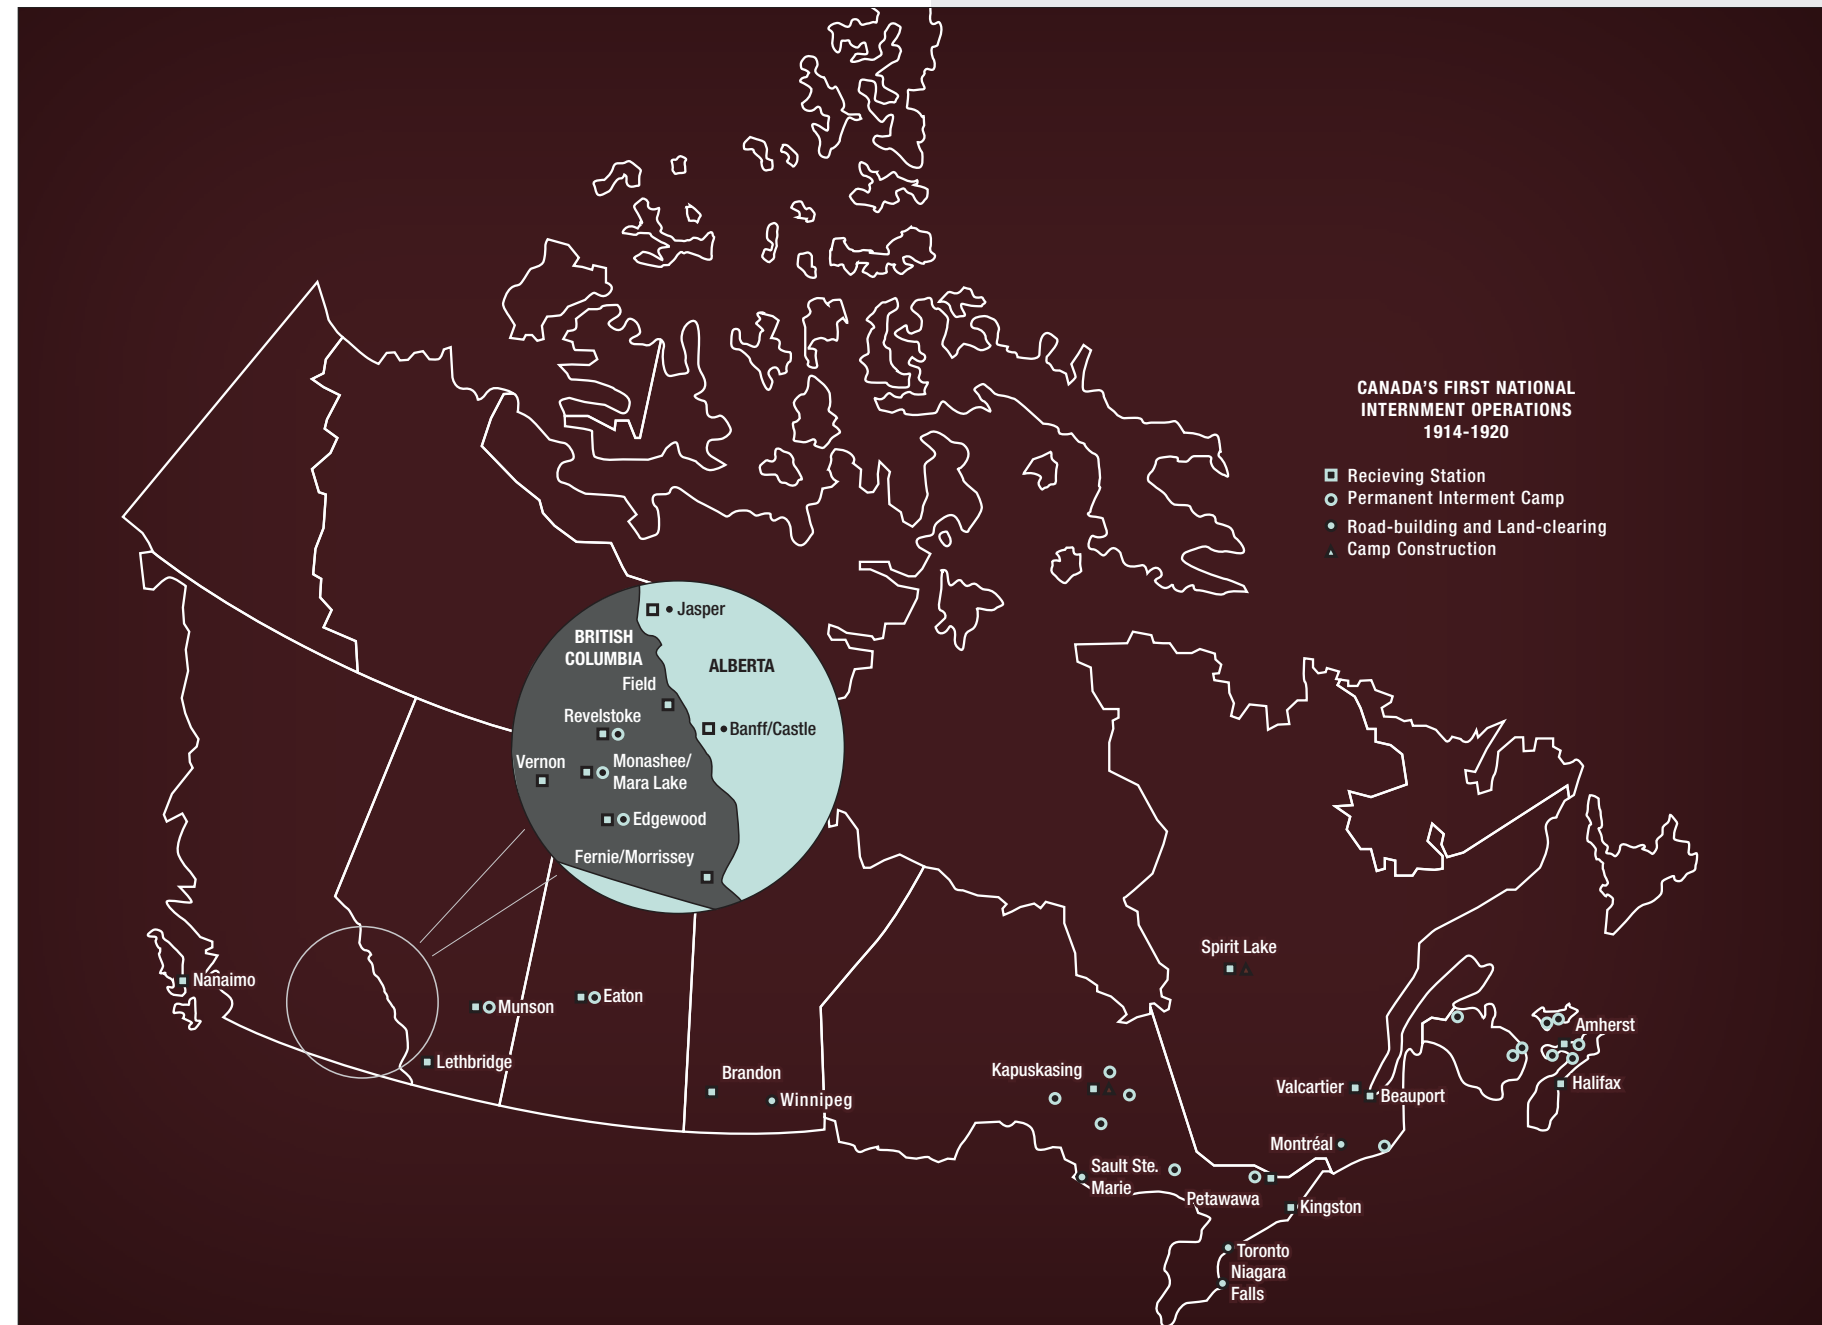 CANADA'S FIRST NATIONAL
INTERNMENT OPERATIONS
1914-1920
Recieving Station
Permanent Interment Camp
Road-building and Land-clearing
Camp Construction
Jasper
BRITISH
COLUMBIA
ALBERTA
Field
Revelstoke
Banff/Castle
Vernon
Monashee/
Mara Lake
Edgewood
Fernie/Morrissey
Nanaimo
Munson
Eaton
Lethbridge
Brandon
Winnipeg
Spirit Lake
Kapuskasing
Amherst
Halifax
Valcartier
Beauport
Montréal
Sault Ste.
Marie
Petawawa
Kingston
Toronto
Niagara
Falls